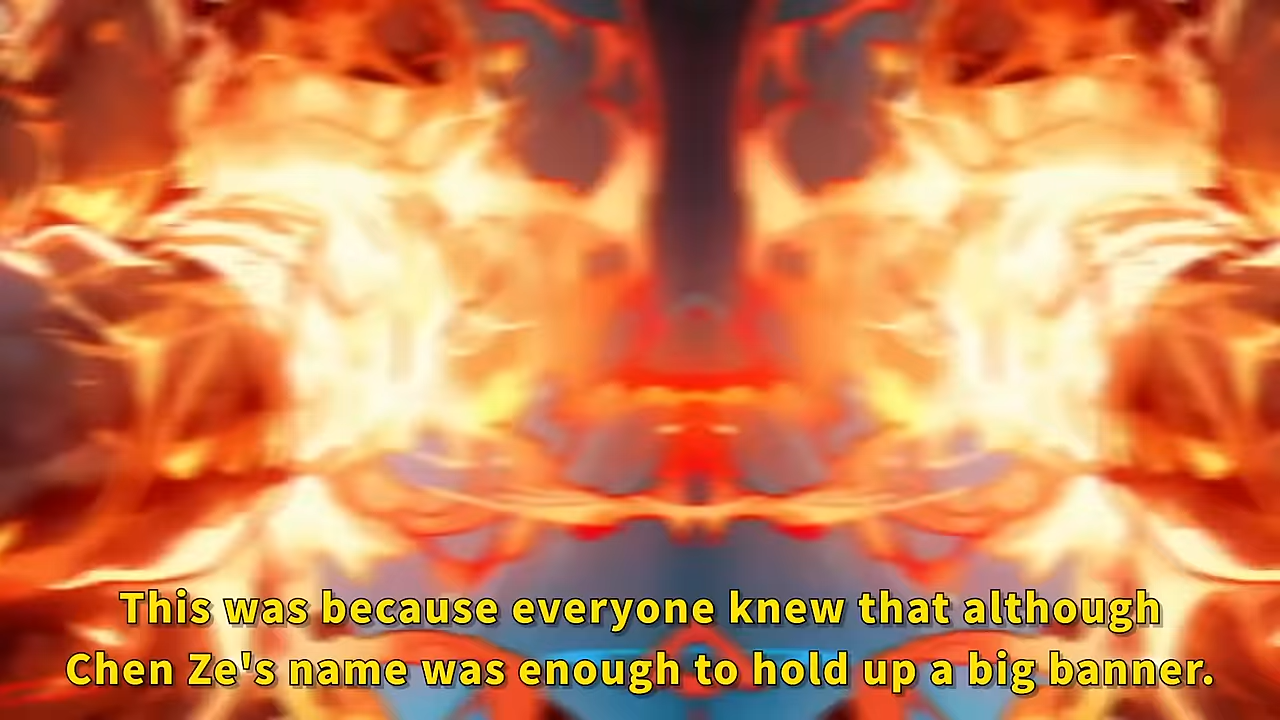 This was because everyone knew that although
Chen Ze's name was enough to hold up a big banner.